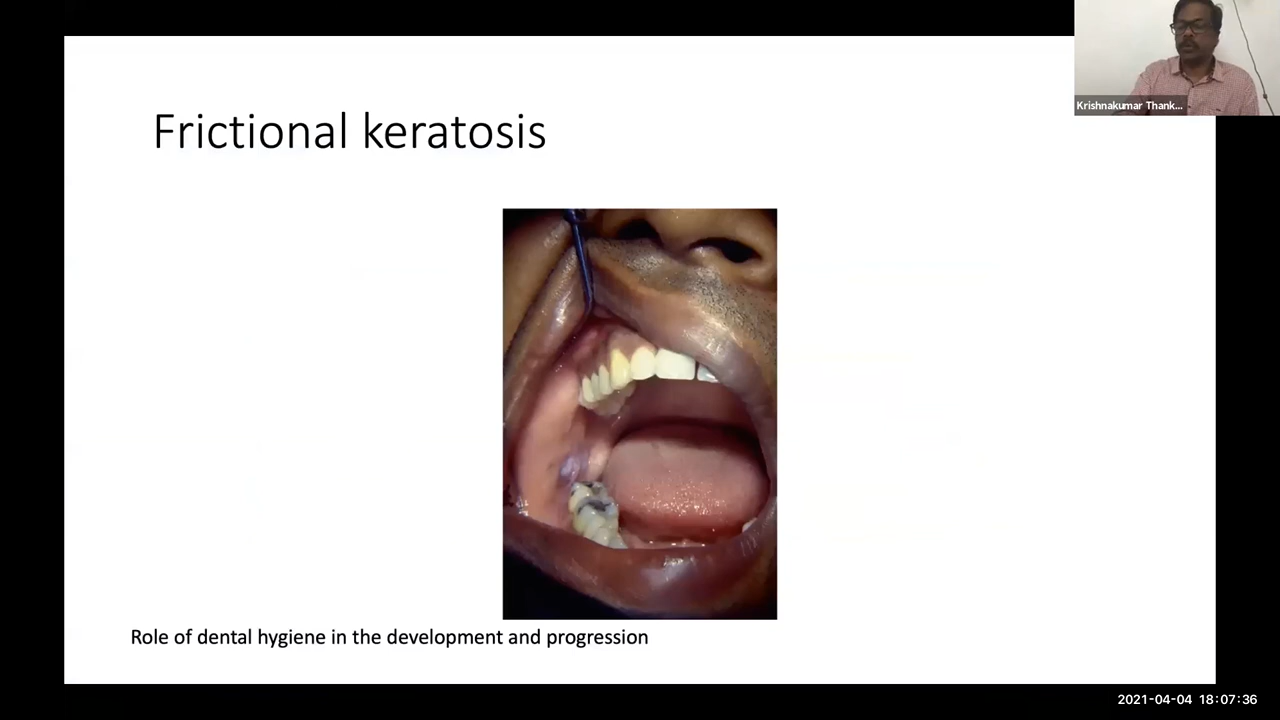 Krishnakumar Thank...
Frictional keratosis
Role of dental hygiene in the development and progression
2021-04-04 18:07:36